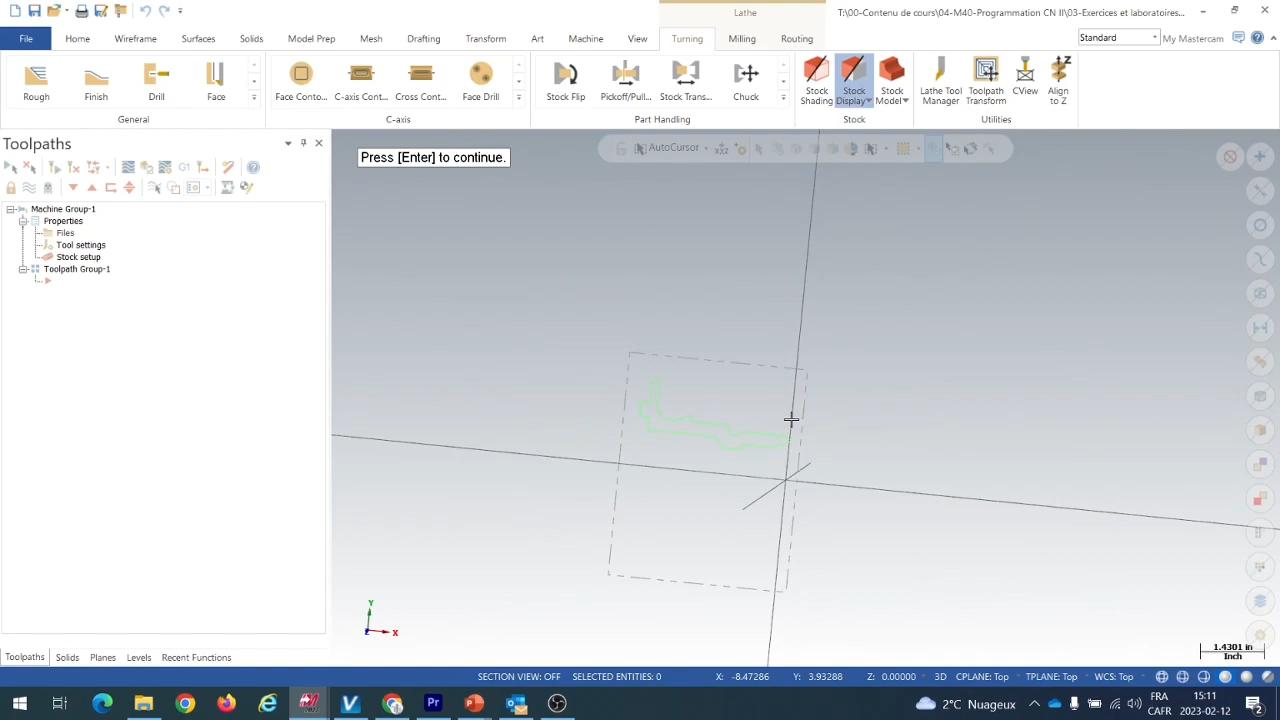 Lathe
T:\00-Contenu de cours\04-M40-Programmation CN II\03-Exercices et laboratoires...
File
Home
Wireframe
Surfaces
Solids
Model Prep
Mesh
Drafting
Transform
Art
Machine
View
Turning
Milling
Routing
Standard
My Mastercam
Rough
Finish
Drill
Face
Face Conto...
C-axis Cont...
Cross Cont...
Face Drill
Stock Flip
Pickoff/Pull...
Stock Trans...
Chuck
Stock Shading
Stock Display
Stock Model
Lathe Tool Manager
Toolpath Transform
CView
Align to Z
General
C-axis
Part Handling
Stock
Utilities
Toolpaths
Press [Enter] to continue.
AutoCursor
G1
Machine Group-1
Properties
Files
Tool settings
Stock setup
Toolpath Group-1
Y
Z
X
1.4301 in
Inch
Toolpaths
Solids
Planes
Levels
Recent Functions
SECTION VIEW: OFF
SELECTED ENTITIES: 0
X: -8.47286
Y: 3.93288
Z: 0.00000
3D
CPLANE: Top
TPLANE: Top
WCS: Top
2°C Nuageux
FRA
CAFR
15:11
2023-02-12
2